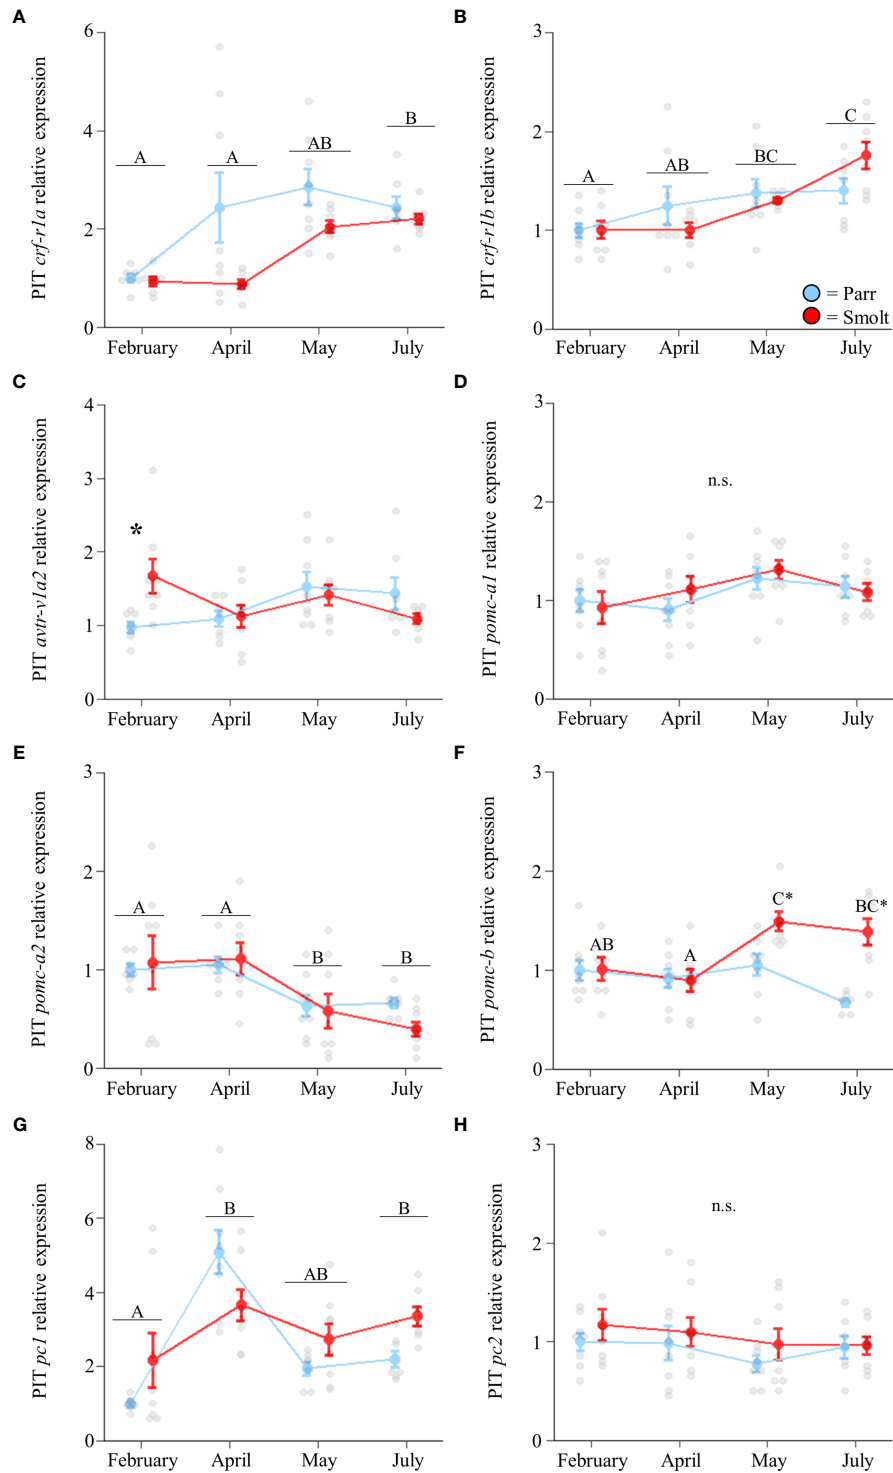 A
PIT crf-r1a relative expression
6
4
2
0
A
A
AB
B
February
April
May
July
B
PIT crf-r1b relative expression
3
2
1
0
A
AB
BC
C
= Parr
= Smolt
February
April
May
July
C
PIT avtr-v1a2 relative expression
4
3
2
1
0
*
February
April
May
July
D
PIT pomc-a1 relative expression
3
2
1
0
n.s.
February
April
May
July
E
PIT pomc-a2 relative expression
3
2
1
0
A
A
B
B
February
April
May
July
F
PIT pomc-b relative expression
3
2
1
0
AB
A
C*
BC*
February
April
May
July
G
PIT pc1 relative expression
8
6
4
2
0
A
B
AB
B
February
April
May
July
H
PIT pc2 relative expression
3
2
1
0
n.s.
February
April
May
July